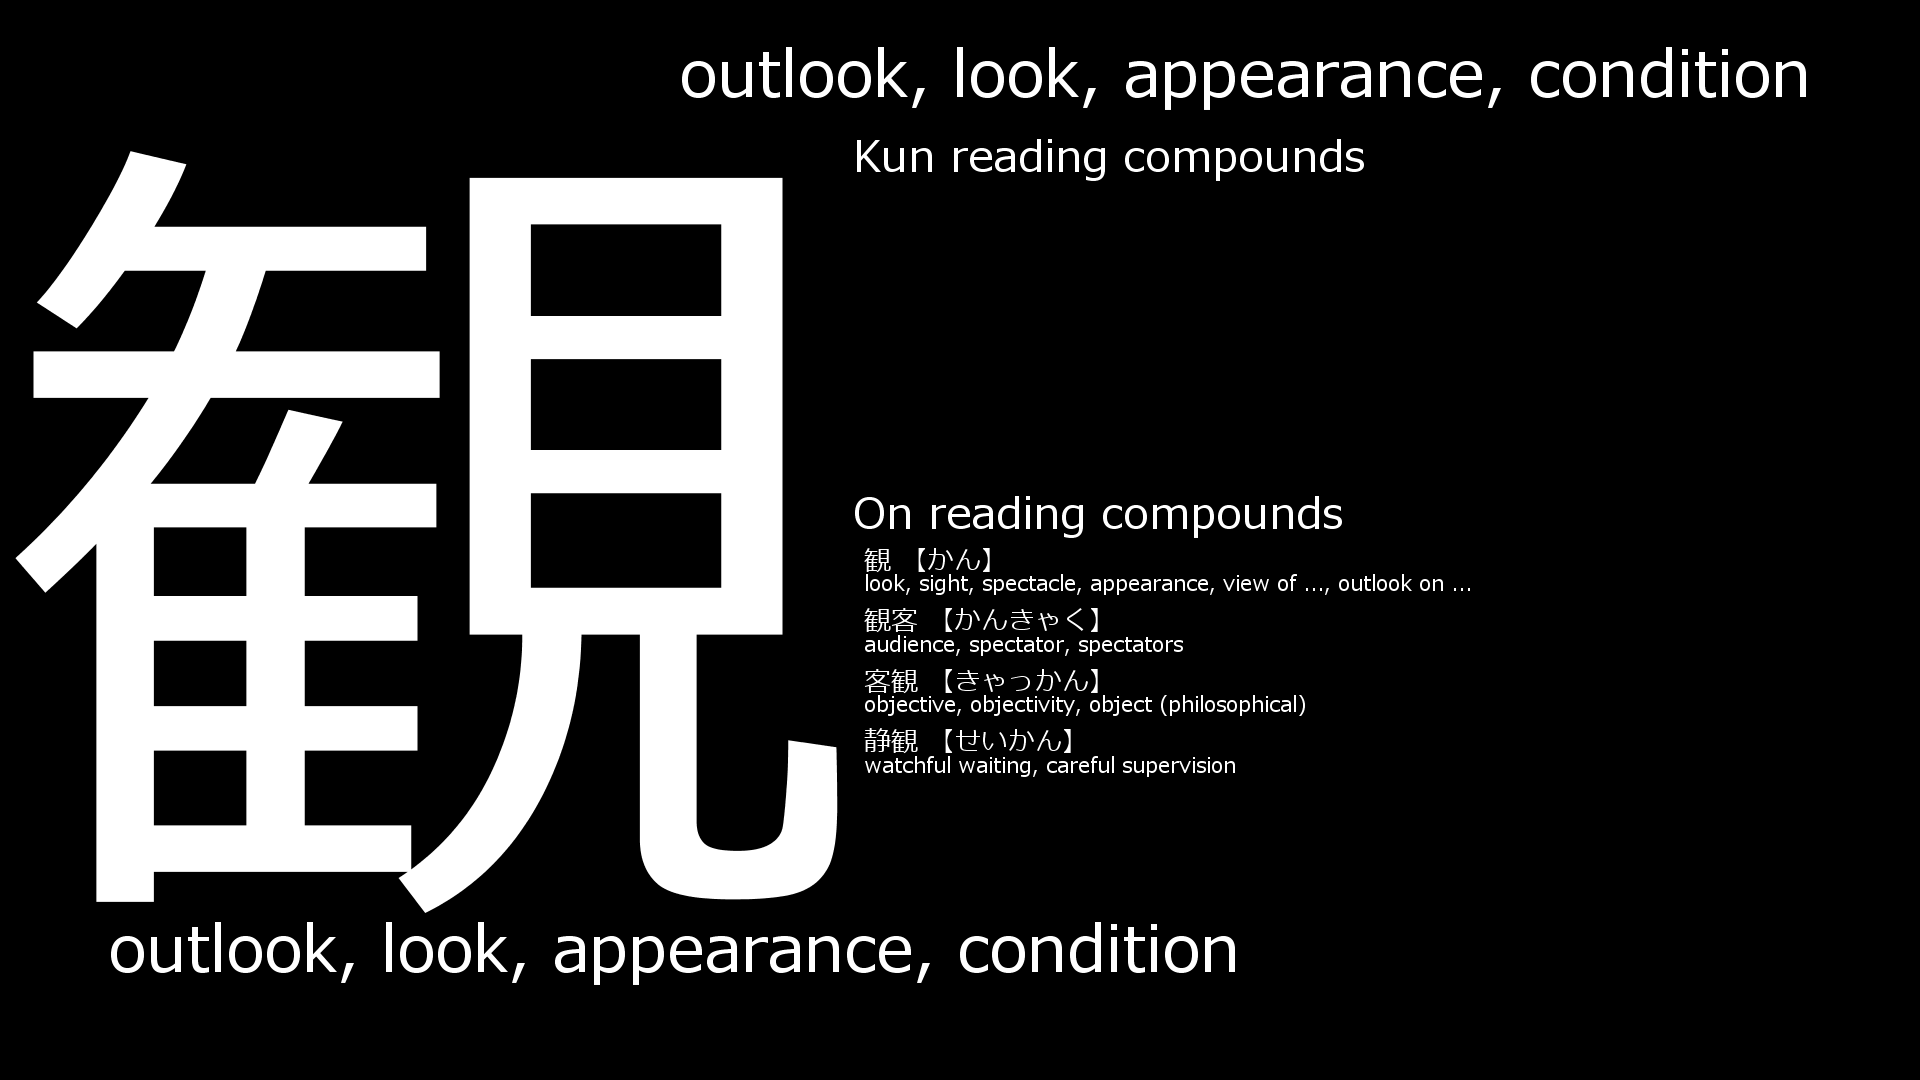 outlook, look, appearance, condition
観
Kun reading compounds
On reading compounds
観 【かん】
look, sight, spectacle, appearance, view of ..., outlook on ...
観客 【かんきゃく】
audience, spectator, spectators
客観 【きゃっかん】
objective, objectivity, object (philosophical)
静観 【せいかん】
watchful waiting, careful supervision
outlook, look, appearance, condition